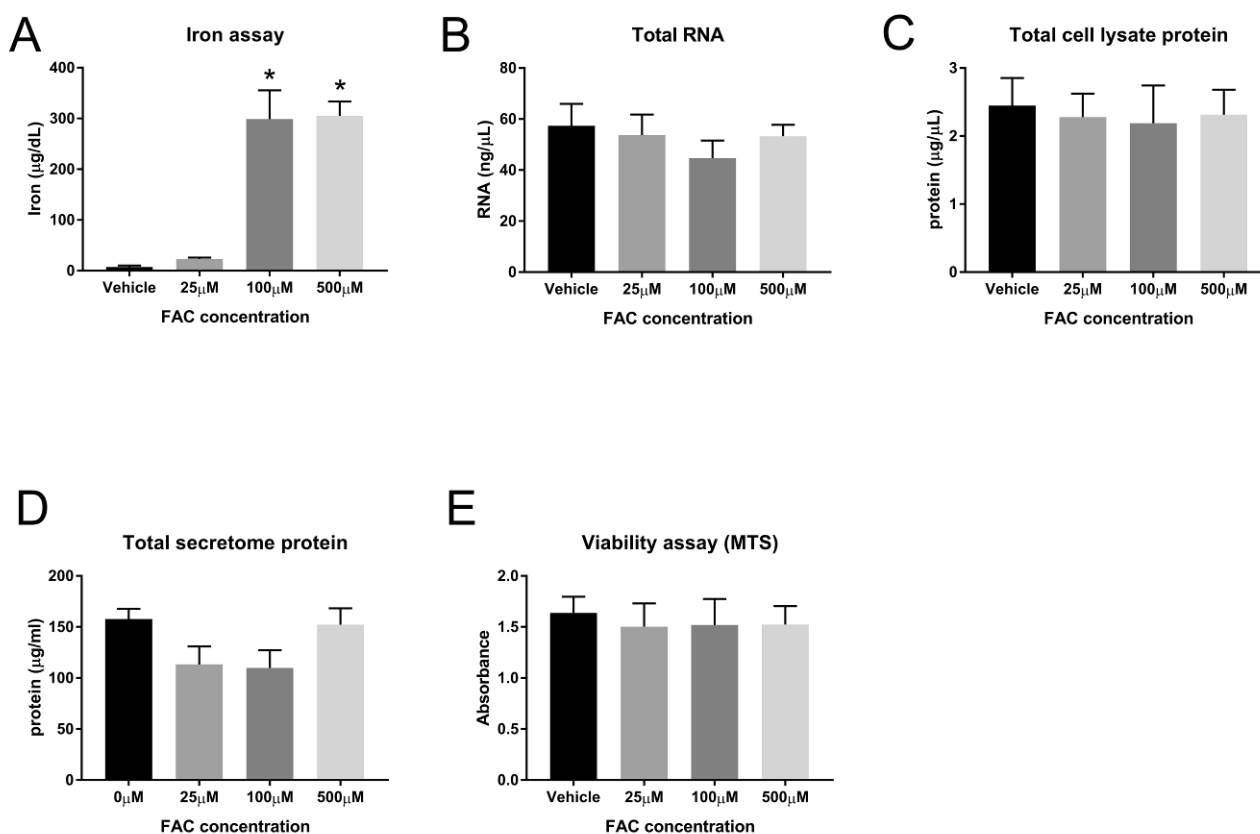 A
Iron assay
400
300
200
100
0
Iron (μg/dL)
*
*
Vehicle 25μM 100μM 500μM
FAC concentration
B
Total RNA
80
60
40
20
0
RNA (ng/μL)
Vehicle 25μM 100μM 500μM
FAC concentration
C
Total cell lysate protein
3
2
1
0
protein (μg/μL)
Vehicle 25μM 100μM 500μM
FAC concentration
D
Total secretome protein
200
150
100
50
0
protein (μg/ml)
0μM 25μM 100μM 500μM
FAC concentration
E
Viability assay (MTS)
2.0
1.5
1.0
0.5
0.0
Absorbance
Vehicle 25μM 100μM 500μM
FAC concentration